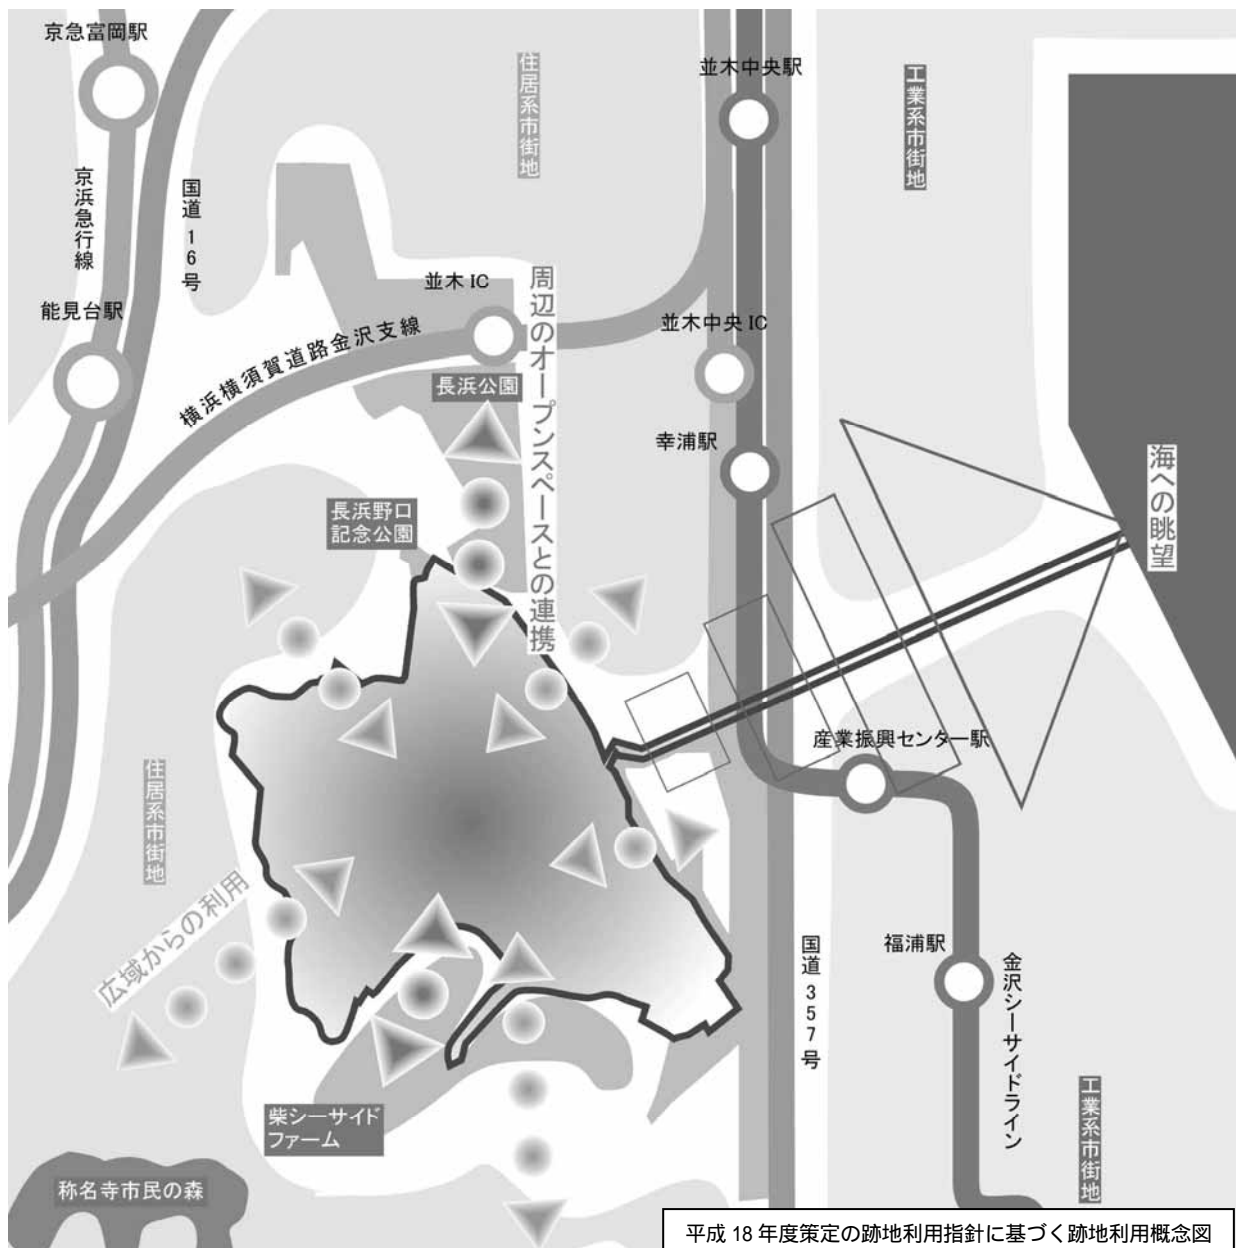 京急富岡駅
住居系市街地
並木中央駅
工業系市街地
京浜急行線
国道16号
能見台駅
並木IC
周辺のオープンスペースとの連携
並木中央IC
横浜横須賀道路金沢支線
長浜公園
幸浦駅
海への眺望
長浜野口
記念公園
産業振興センター駅
住居系市街地
広域からの利用
国道357号
福浦駅
金沢シーサイドライン
柴シーサイド
ファーム
工業系市街地
称名寺市民の森
平成18年度策定の跡地利用指針に基づく跡地利用概念図